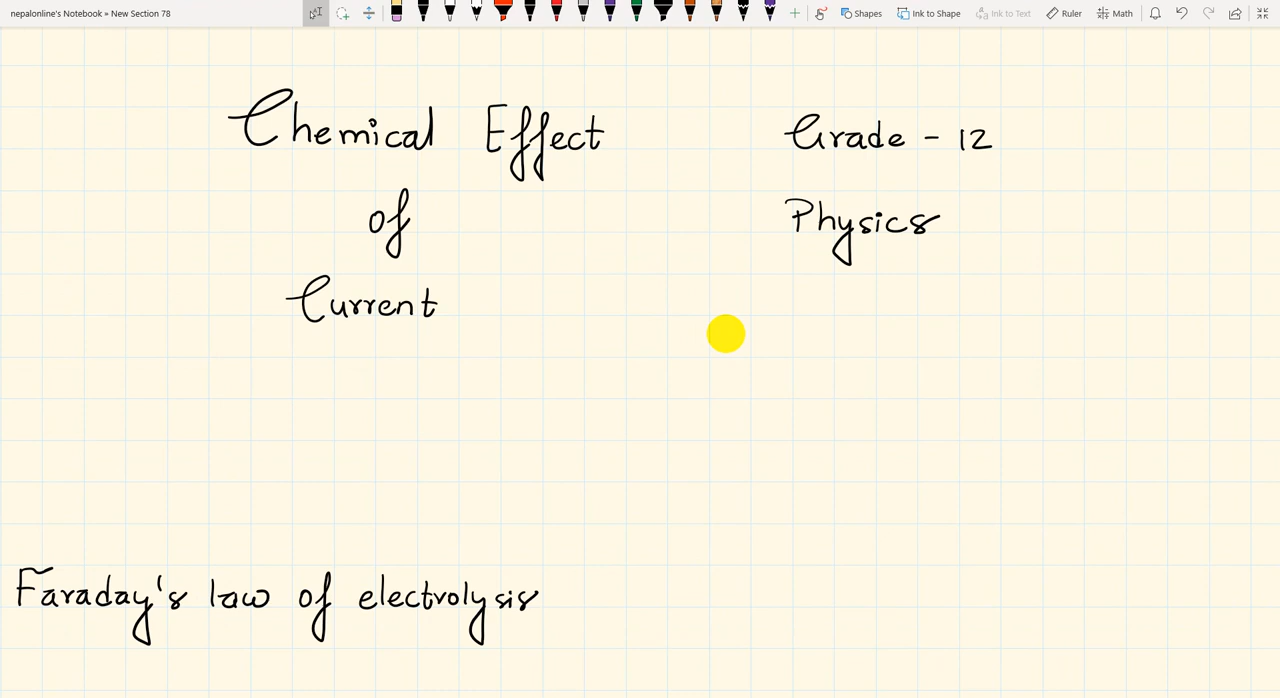 nepalonline's Notebook » New Section 78
Shapes Ink to Shape Ink to Text Ruler Math
Chemical Effect
of
Current
Grade - 12
Physics
Faraday's law of electrolysis